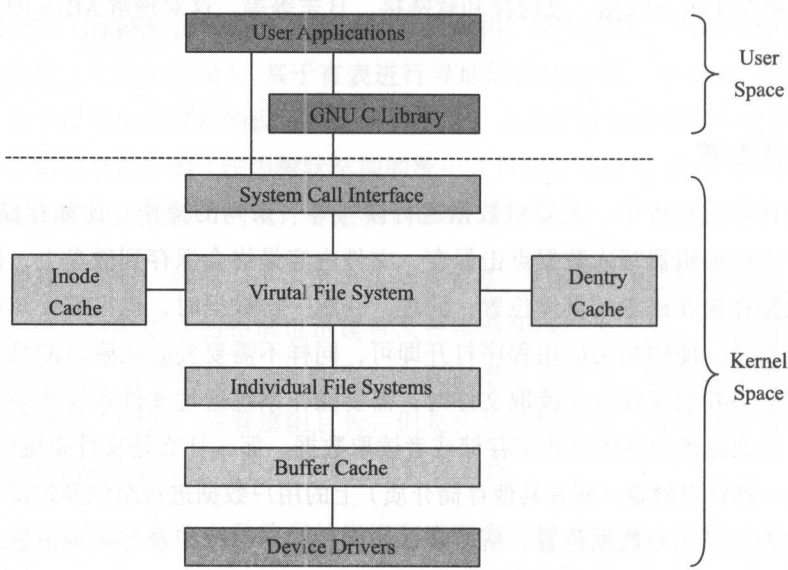 User Applications
User
Space
GNU C Library
System Call Interface
Inode
Cache
Virutal File System
Dentry
Cache
Individual File Systems
Kernel
Space
Buffer Cache
Device Drivers